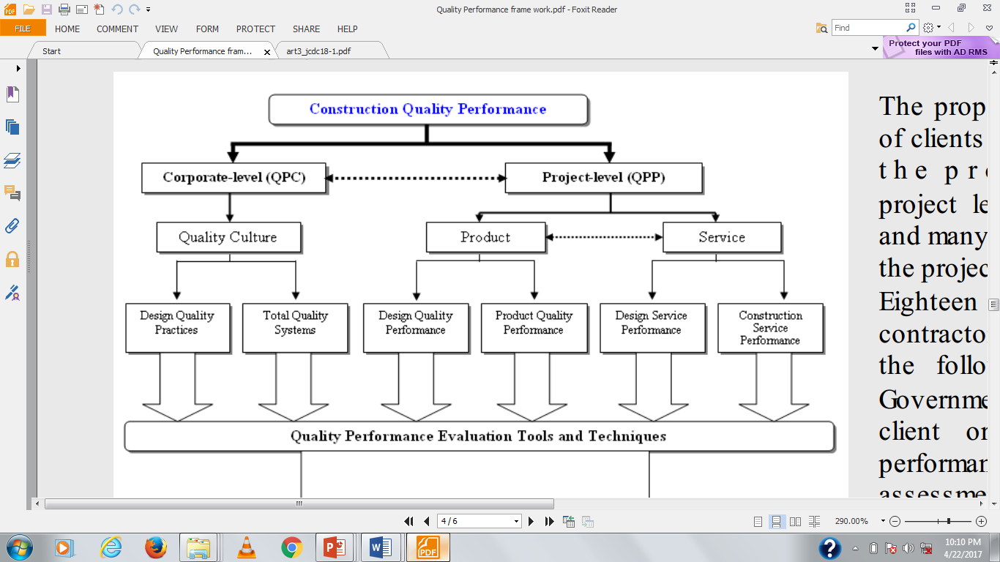 Quality Performance frame work.pdf - Foxit Reader
FILE
HOME
COMMENT
VIEW
FORM
PROTECT
SHARE
HELP
Find
Start
Quality Performance fram...
art3_jcdc18-1.pdf
Protect your PDF
files with AD RMS
Construction Quality Performance
Corporate-level (QPC)
Project-level (QPP)
Quality Culture
Product
Service
Design Quality
Practices
Total Quality
Systems
Design Quality
Performance
Product Quality
Performance
Design Service
Performance
Construction
Service
Performance
Quality Performance Evaluation Tools and Techniques
The prop
of clients
the pr
project le
and many
the projec
Eighteen
contracto
the follo
Governme
client or
performan
assessme
4 / 6
290.00%
PDF
10:10 PM
4/22/2017